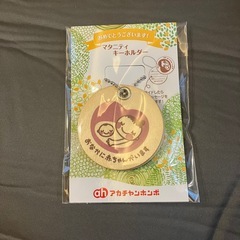 おめでとうございます!
マタニティ
キーホルダー
おなかに赤ちゃんがいます
アカチャンホンポ